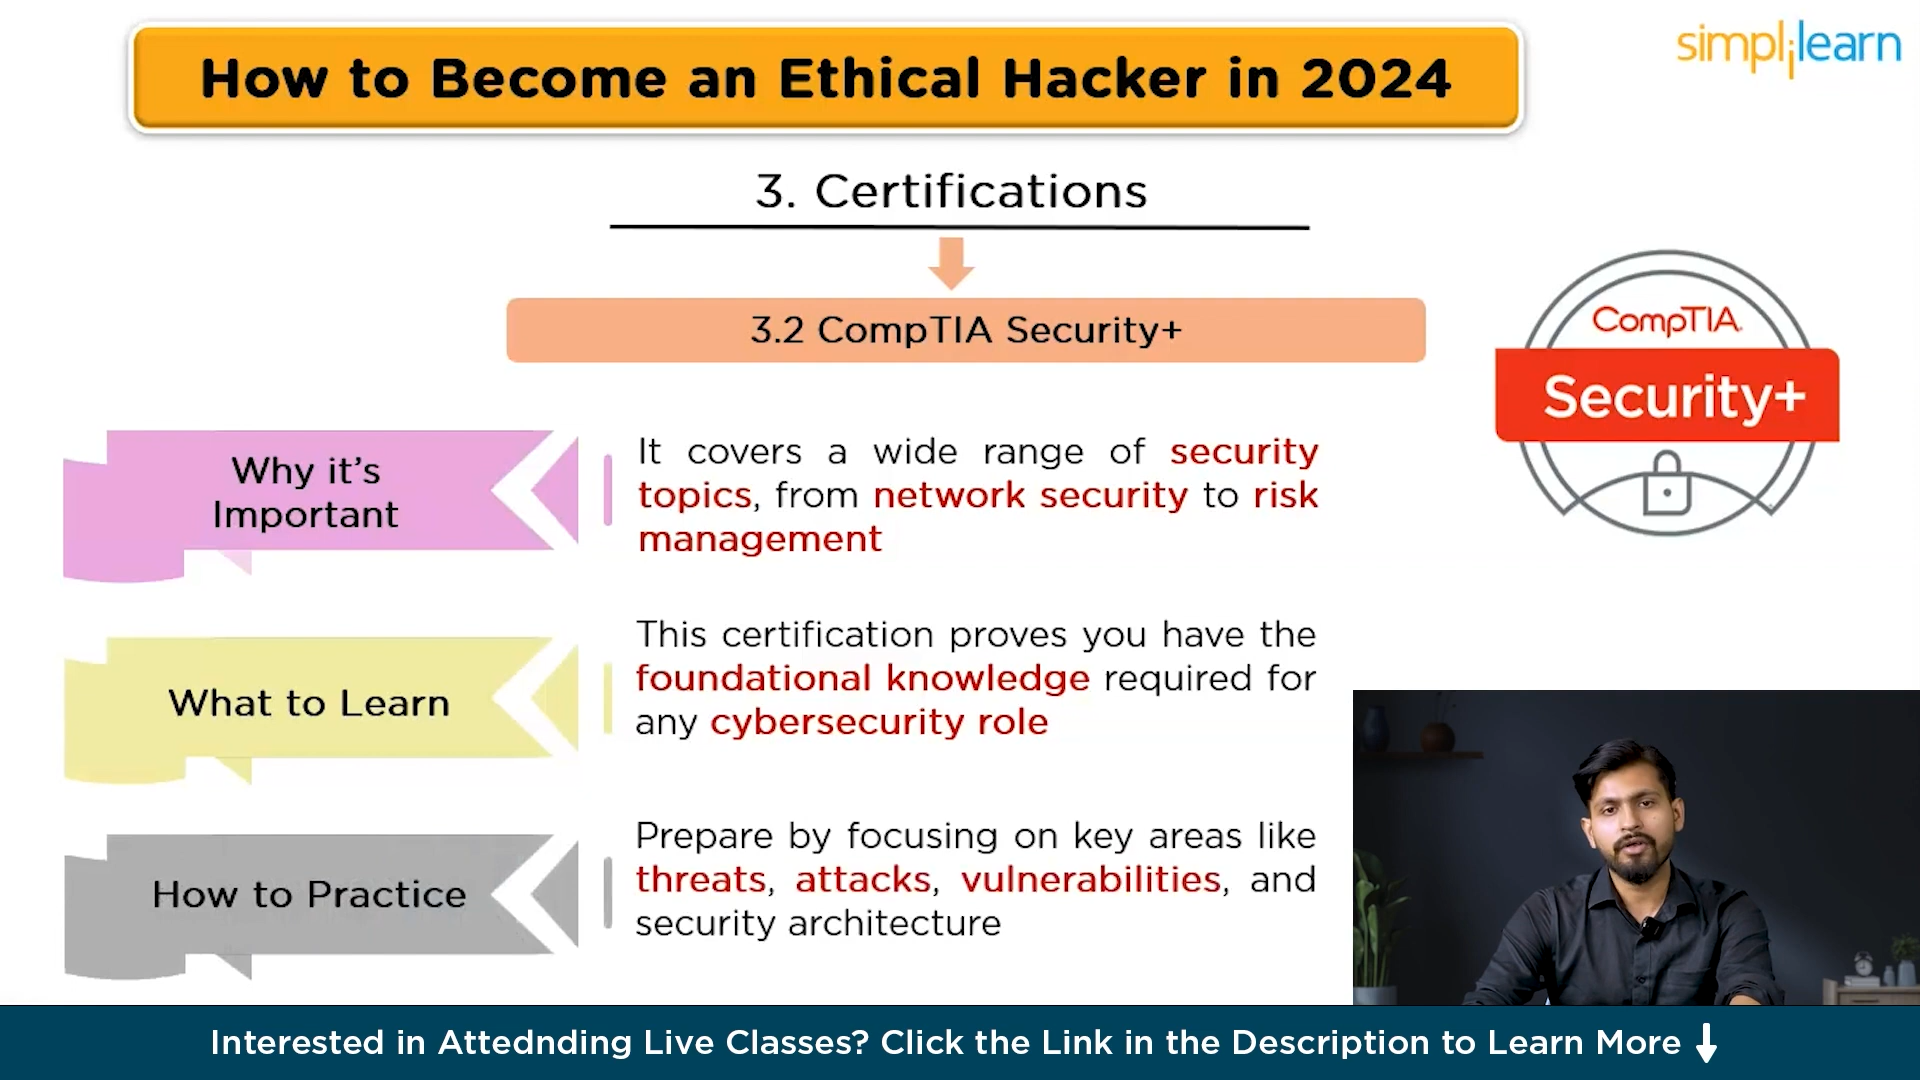 How to Become an Ethical Hacker in 2024
simplilearn
3. Certifications
3.2 CompTIA Security+
CompTIA.
Security+
Why it's
Important
It covers a wide range of security
topics, from network security to risk
management
What to Learn
This certification proves you have the
foundational knowledge required for
any cybersecurity role
How to Practice
Prepare by focusing on key areas like
threats, attacks, vulnerabilities, and
security architecture
Interested in Attednding Live Classes? Click the Link in the Description to Learn More